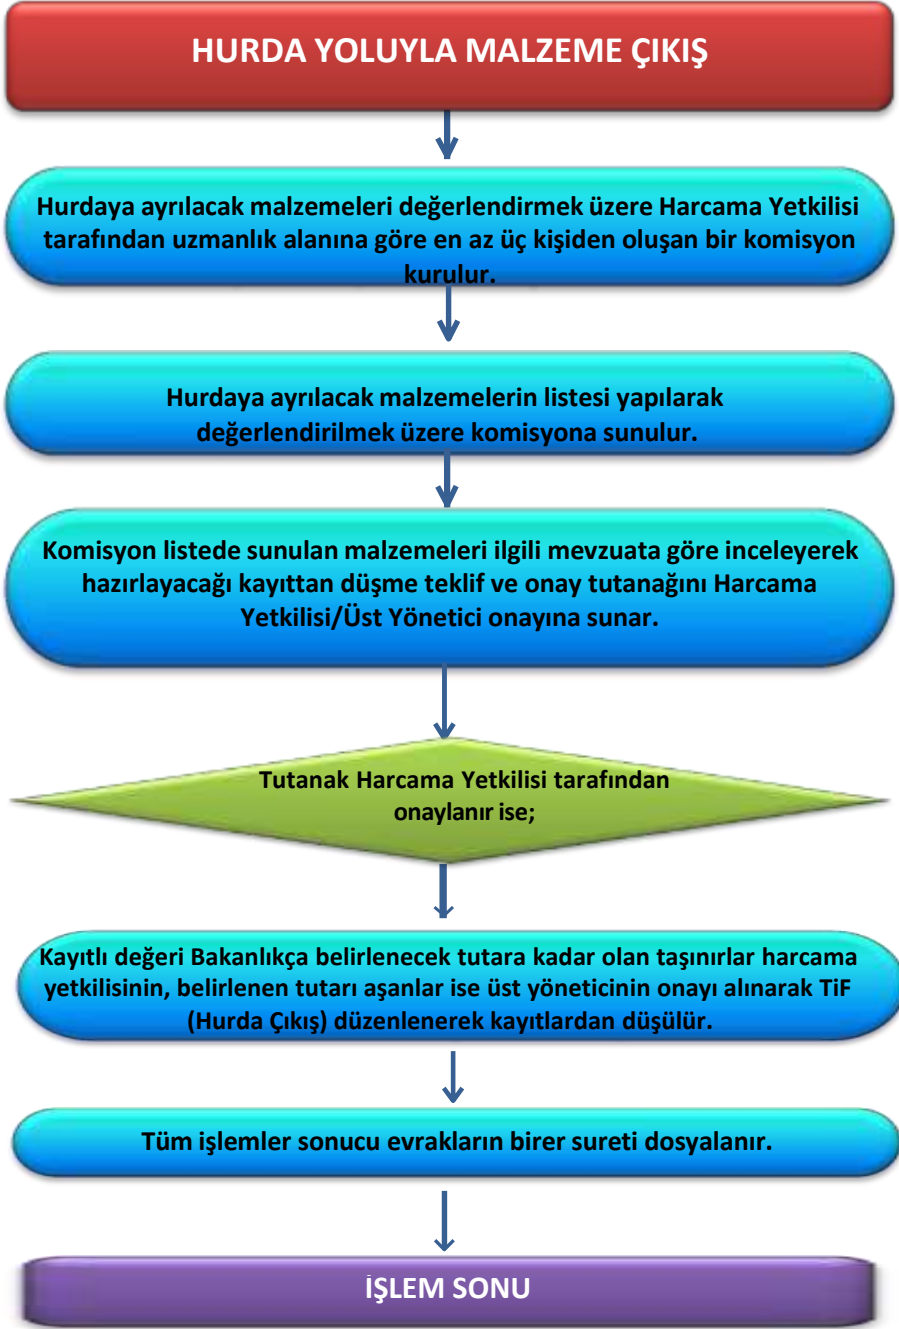 HURDA YOLUYLA MALZEME ÇIKIŞ
Hurdaya ayrılacak malzemeleri değerlendirmek üzere Harcama Yetkilisi
tarafından uzmanlık alanına göre en az üç kişiden oluşan bir komisyon
kurulur.
Hurdaya ayrılacak malzemelerin listesi yapılarak
değerlendirilmek üzere komisyona sunulur.
Komisyon listede sunulan malzemeleri ilgili mevzuata göre inceleyerek
hazırlayacağı kayıttan düşme teklif ve onay tutanağını Harcama
Yetkilisi/Üst Yönetici onayına sunar.
Tutanak Harcama Yetkilisi tarafından
onaylanır ise;
Kayıtlı değeri Bakanlıkça belirlenecek tutara kadar olan taşınırlar harcama
yetkilisinin, belirlenen tutarı aşanlar ise üst yöneticinin onayı alınarak TiF
(Hurda Çıkış) düzenlenerek kayıtlardan düşülür.
Tüm işlemler sonucu evrakların birer sureti dosyalanır.
İŞLEM SONU